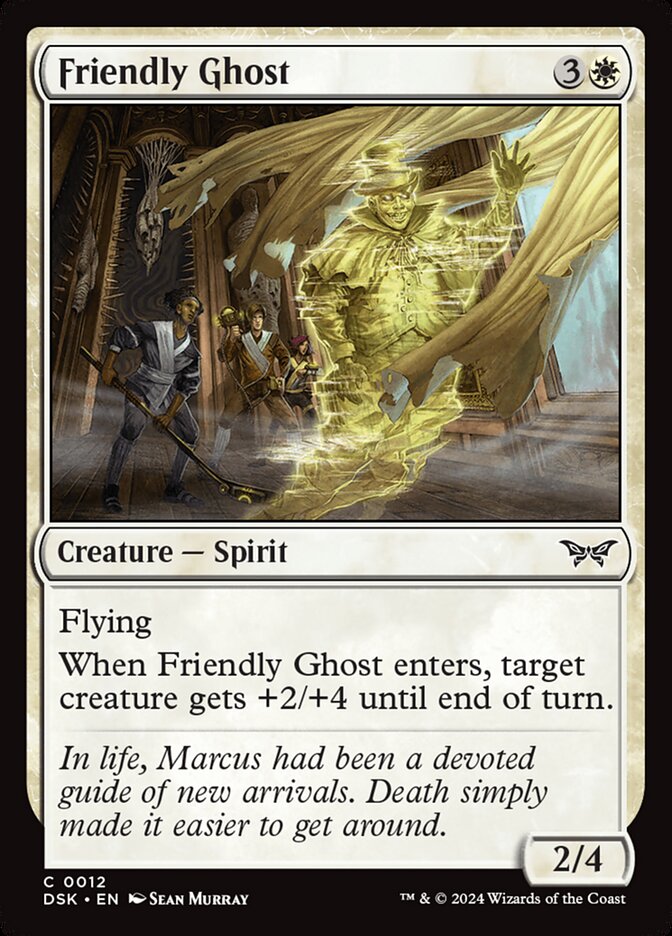 Friendly Ghost
3
Creature — Spirit
Flying
When Friendly Ghost enters, target
creature gets +2/+4 until end of turn.
In life, Marcus had been a devoted
guide of new arrivals. Death simply
made it easier to get around.
2/4
C 0012
DSK • EN Sean Murray
™ & © 2024 Wizards of the Coast